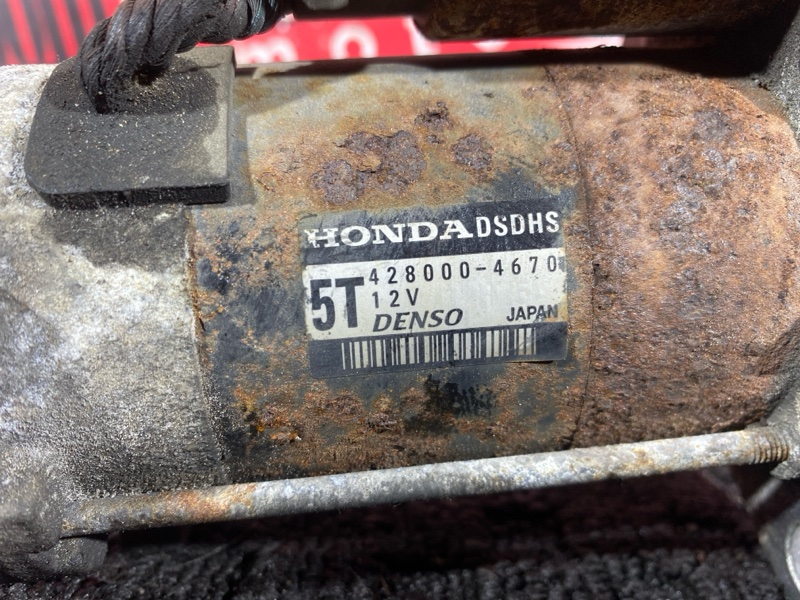 HONDA DSDHS
428000-4670
5T 12V
DENSO JAPAN